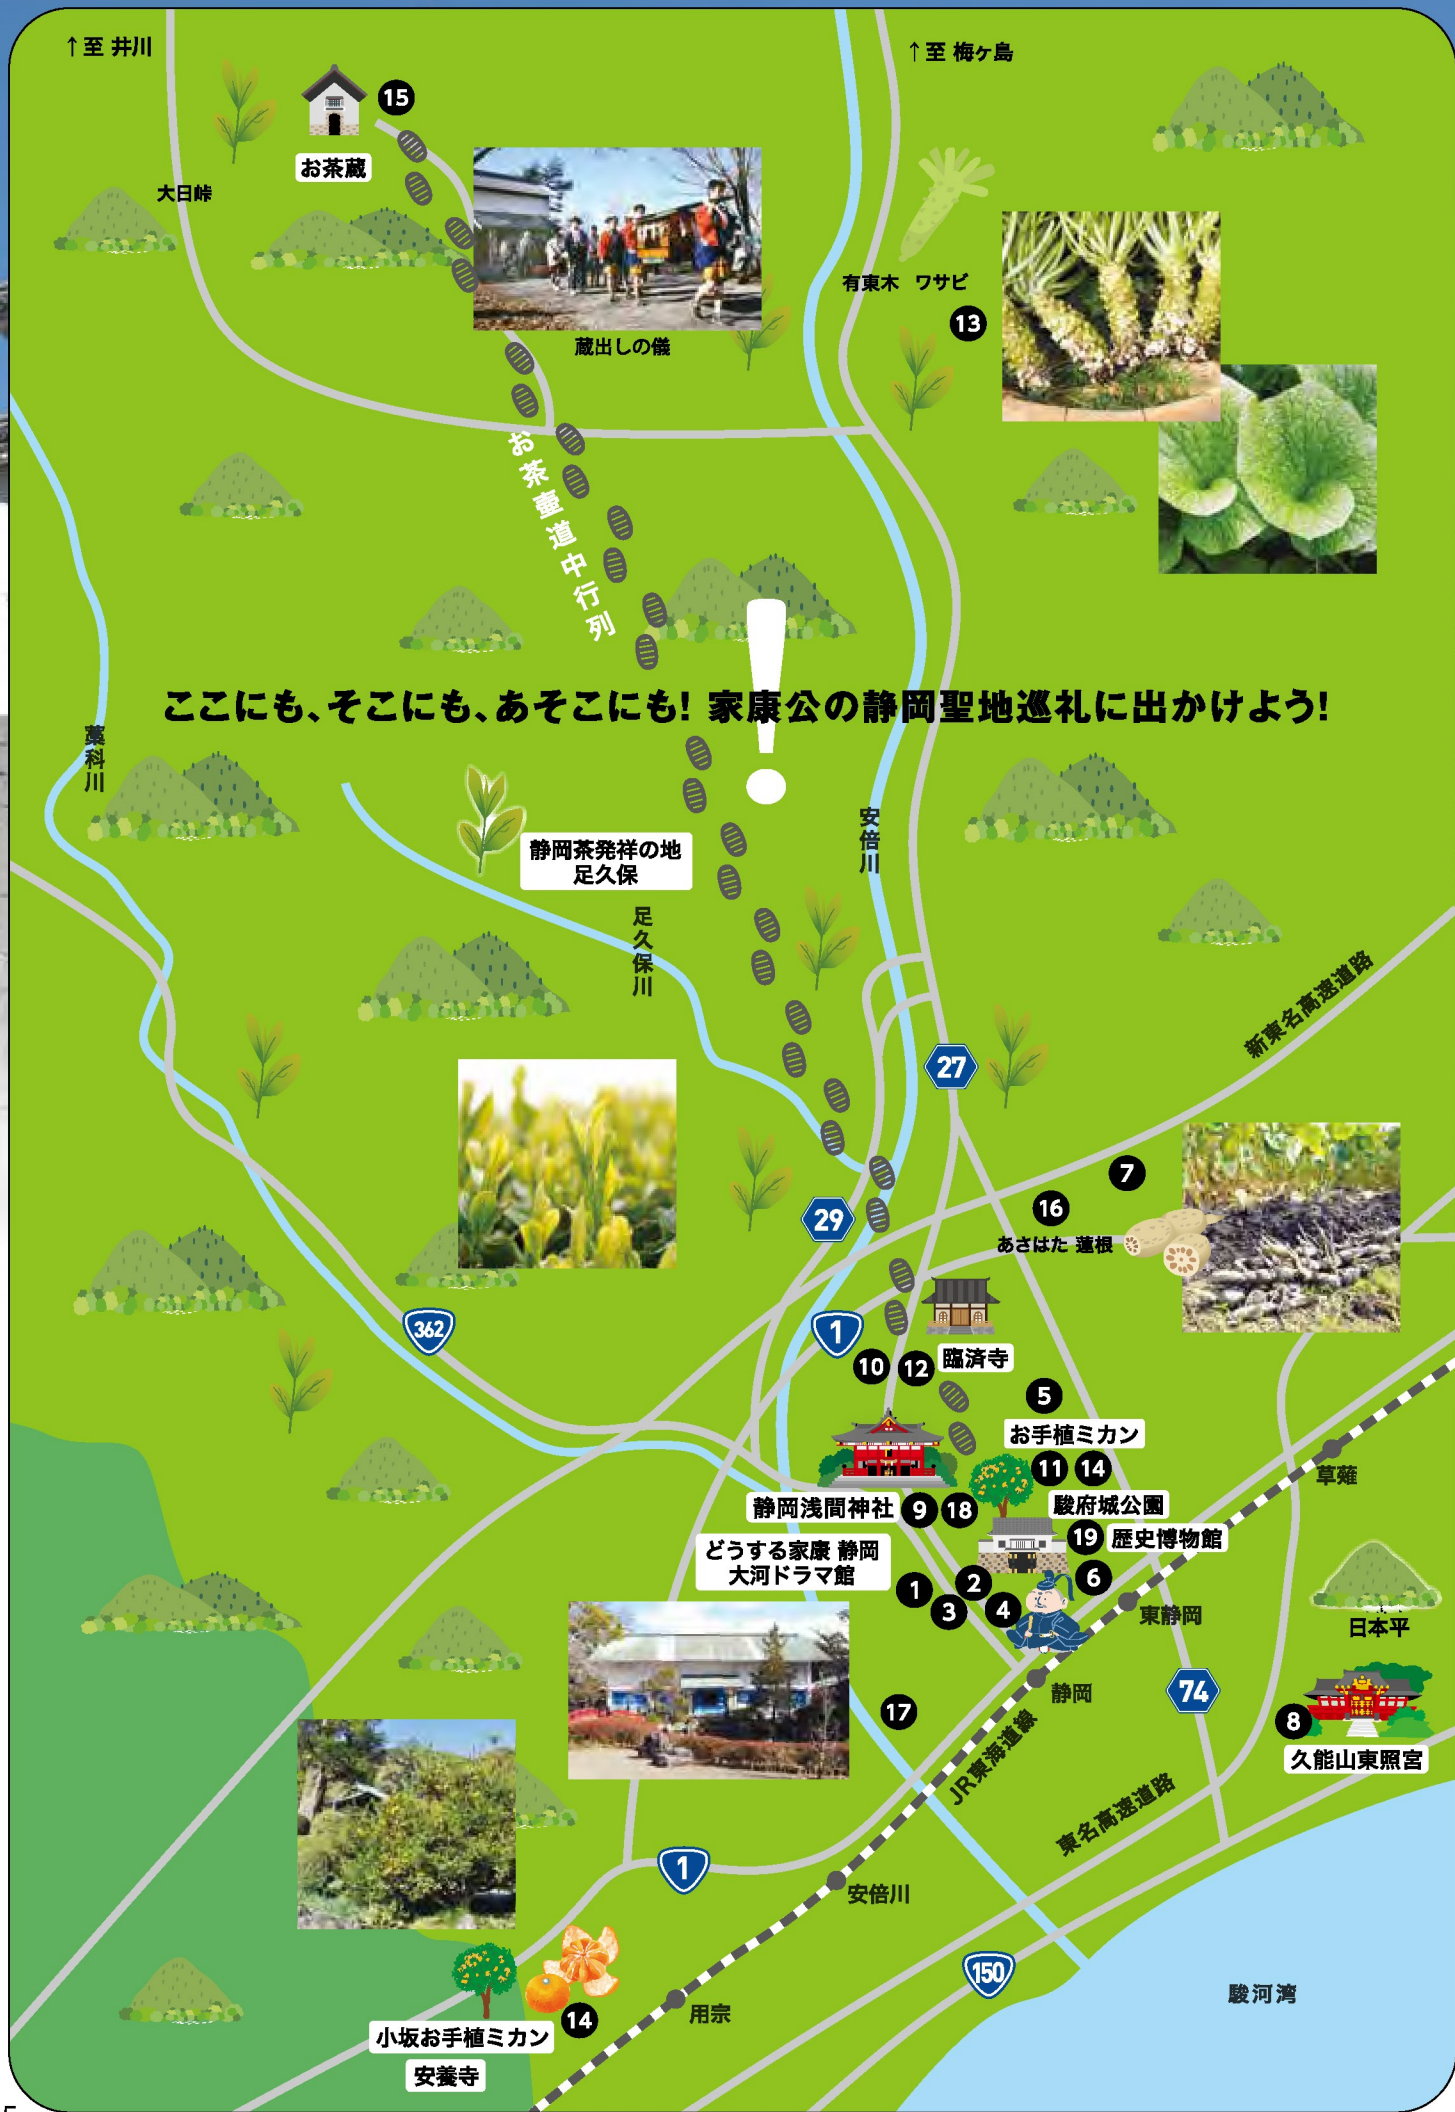 ↑至 井川
↑至 梅ヶ島
15
お茶蔵
大日峠
有東木 ワサビ
13
蔵出しの儀
お茶壷道中行列
ここにも、そこにも、あそこにも! 家康公の静岡聖地巡礼に出かけよう!
藁科川
安倍川
静岡茶発祥の地
足久保
足久保川
新東名高速道路
27
7
16
29
あさはた 蓮根
362
1
10
12
臨済寺
5
お手植ミカン
11
14
草薙
静岡浅間神社
9
18
駿府城公園
19
歴史博物館
どうする家康 静岡
大河ドラマ館
1
2
3
4
6
東静岡
日本平
静岡
74
17
8
JR東海道線
久能山東照宮
東名高速道路
1
安倍川
150
駿河湾
用宗
14
小坂お手植ミカン
安養寺